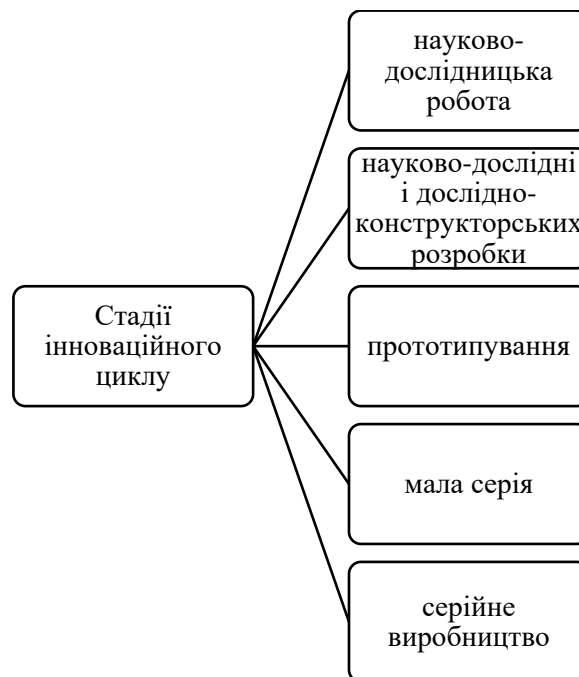 науково-
дослідницька
робота
науково-дослідні
і дослідно-
конструкторських
розробки
Стадії
інноваційного
циклу
прототипування
мала серія
серійне
виробництво